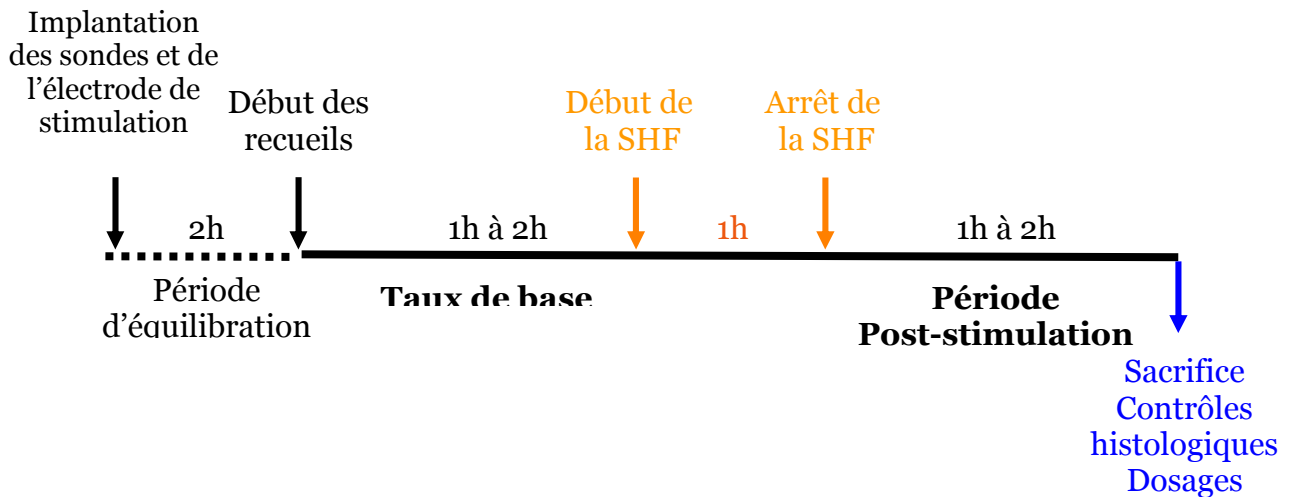 Implantation
des sondes et de
l'électrode de
stimulation
Début des
recueils
Début de
la SHF
Arrêt de
la SHF
2h
1h à 2h
1h
1h à 2h
Période
d'équilibration
Taux de base
Période
Post-stimulation
Sacrifice
Contrôles
histologiques
Dosages